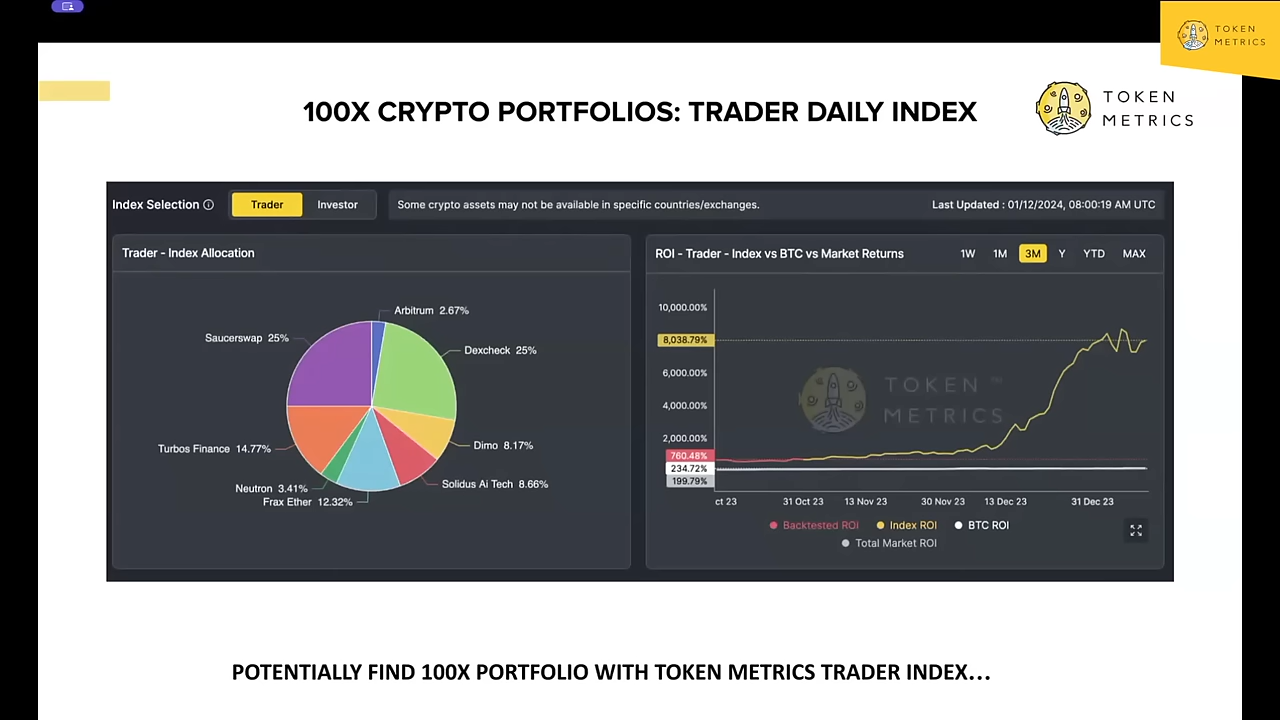 TOKEN
METRICS
100X CRYPTO PORTFOLIOS: TRADER DAILY INDEX
TOKEN
METRICS
Index Selection
Trader
Investor
Some crypto assets may not be available in specific countries/exchanges.
Last Updated : 01/12/2024, 08:00:19 AM UTC
Trader - Index Allocation
Arbitrum 2.67%
Saucerswap 25%
Dexcheck 25%
Dimo 8.17%
Turbos Finance 14.77%
Solidus Ai Tech 8.66%
Neutron 3.41%
Frax Ether 12.32%
ROI - Trader - Index vs BTC vs Market Returns
1W
1M
3M
Y
YTD
MAX
10,000.00%
8,038.79%
6,000.00%
4,000.00%
2,000.00%
760.48%
234.72%
199.79%
TOKEN ™
METRICS
ct 23
31 Oct 23
13 Nov 23
30 Nov 23
13 Dec 23
31 Dec 23
Backtested ROI
Index ROI
BTC ROI
Total Market ROI
POTENTIALLY FIND 100X PORTFOLIO WITH TOKEN METRICS TRADER INDEX...